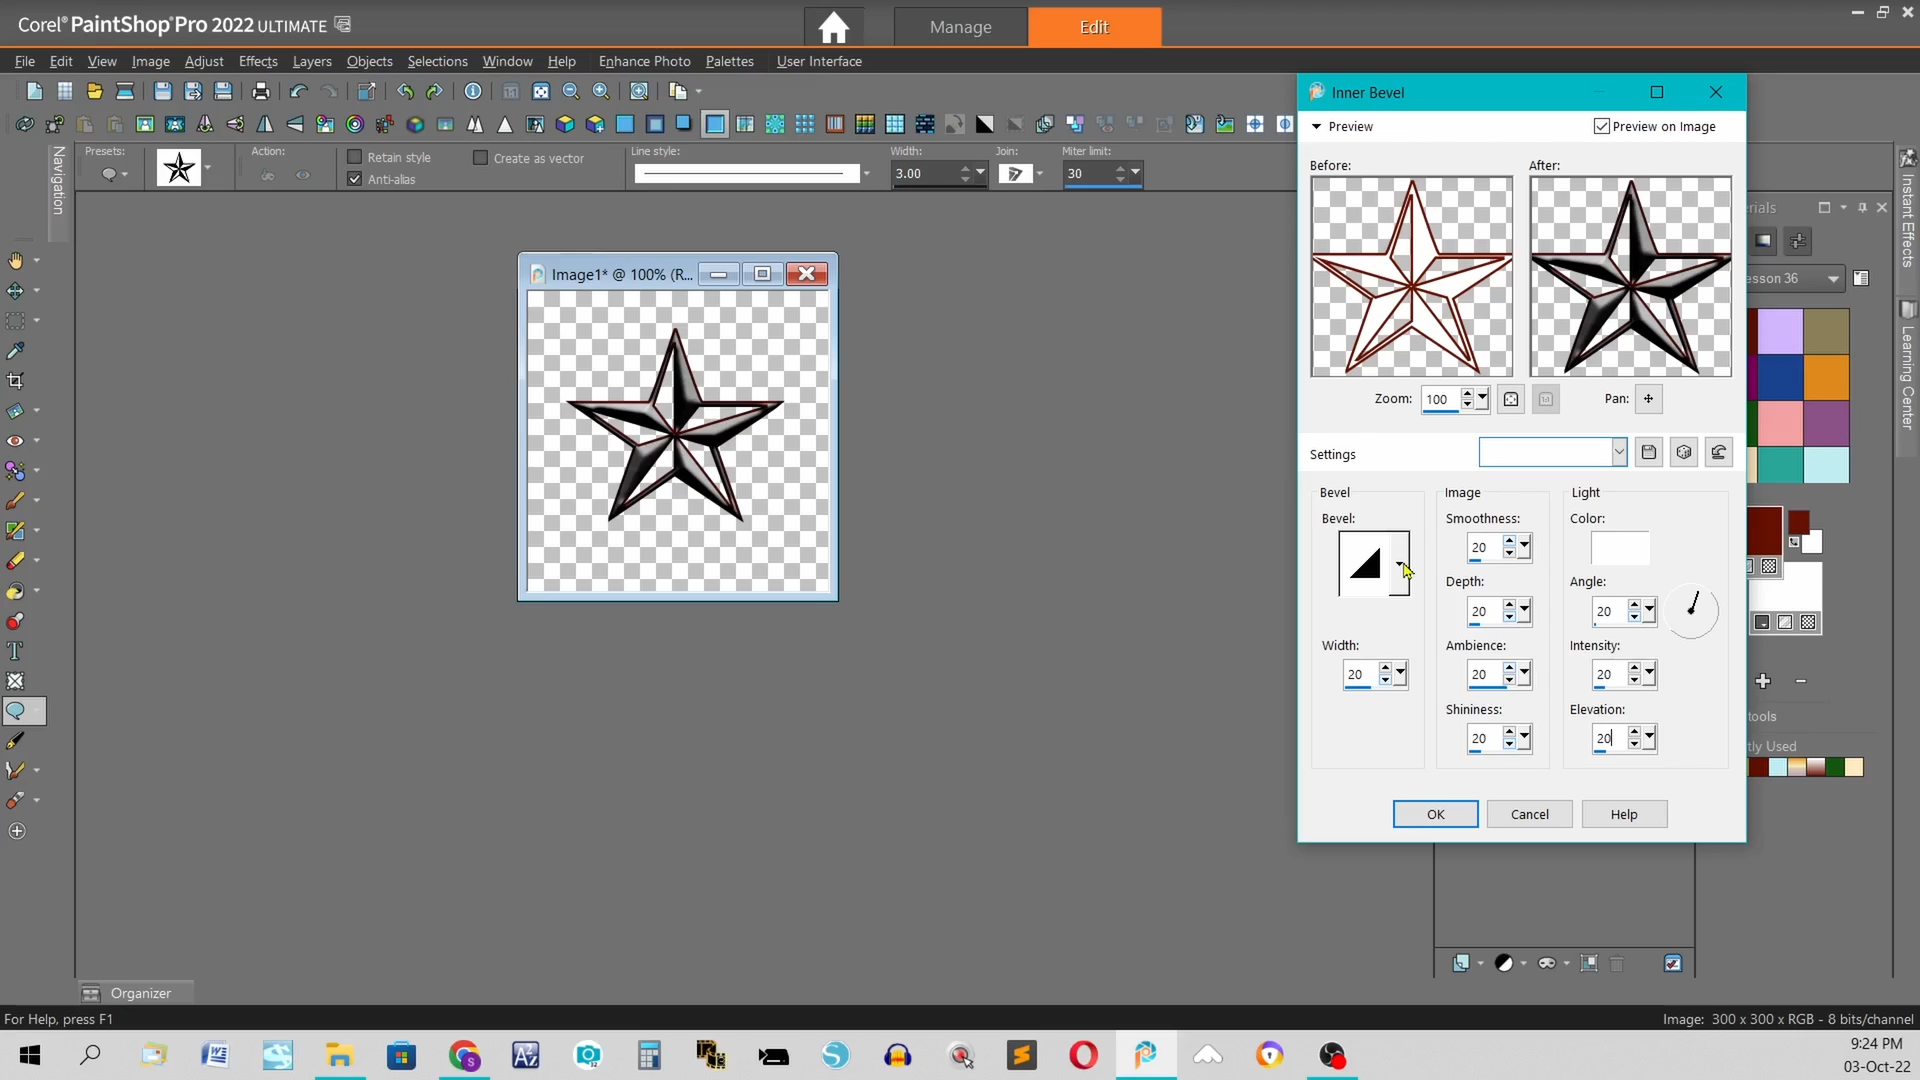 Corel® PaintShop® Pro 2022 ULTIMATE
Manage
Edit
File Edit View Image Adjust Effects Layers Objects Selections Window Help Enhance Photo Palettes User Interface
Presets:
Action:
Retain style
Anti-alias
Create as vector
Line style:
Width:
3.00
Join:
Miter limit:
30
Navigation
Image1* @ 100% (R...
Inner Bevel
Preview
Preview on Image
Before:
After:
Zoom: 100
Pan:
Settings
Bevel
Bevel:
Width:
20
Image
Smoothness:
20
Depth:
20
Ambience:
20
Shininess:
20
Light
Color:
Angle:
20
Intensity:
20
Elevation:
20
OK
Cancel
Help
Instant Effects
Learning Center
Organizer
For Help, press F1
Image: 300 x 300 x RGB - 8 bits/channel
9:24 PM
03-Oct-22